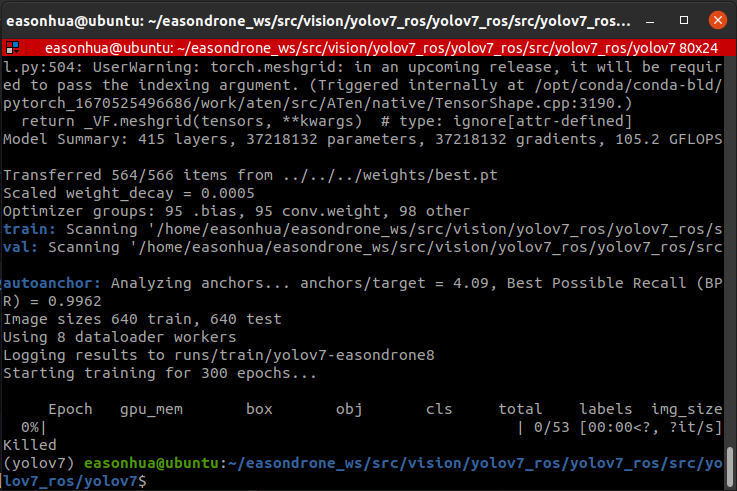 easonhua@ubuntu: ~/easondrone_ws/src/vision/yolov7_ros/yolov7_ros/src/yolov7_ros...
easonhua@ubuntu: ~/easondrone_ws/src/vision/yolov7_ros/yolov7_ros/src/yolov7_ros/yolov7 80x24
l.py:504: UserWarning: torch.meshgrid: in an upcoming release, it will be requir
ed to pass the indexing argument. (Triggered internally at /opt/conda/conda-bld/
pytorch_1670525496686/work/aten/src/ATen/native/TensorShape.cpp:3190.)
  return _VF.meshgrid(tensors, **kwargs)  # type: ignore[attr-defined]
Model Summary: 415 layers, 37218132 parameters, 37218132 gradients, 105.2 GFLOPS
Transferred 564/566 items from ../../../weights/best.pt
Scaled weight_decay = 0.0005
Optimizer groups: 95 .bias, 95 conv.weight, 98 other
train: Scanning '/home/easonhua/easondrone_ws/src/vision/yolov7_ros/yolov7_ros/s
val: Scanning '/home/easonhua/easondrone_ws/src/vision/yolov7_ros/yolov7_ros/src
autoanchor: Analyzing anchors... anchors/target = 4.09, Best Possible Recall (BP
R) = 0.9962
Image sizes 640 train, 640 test
Using 8 dataloader workers
Logging results to runs/train/yolov7-easondrone8
Starting training for 300 epochs...
     Epoch   gpu_mem       box       obj       cls     total    labels  img_size
  0%|                                                    | 0/53 [00:00<?, ?it/s]
Killed
(yolov7) easonhua@ubuntu:~/easondrone_ws/src/vision/yolov7_ros/yolov7_ros/src/yo
lov7_ros/yolov7$